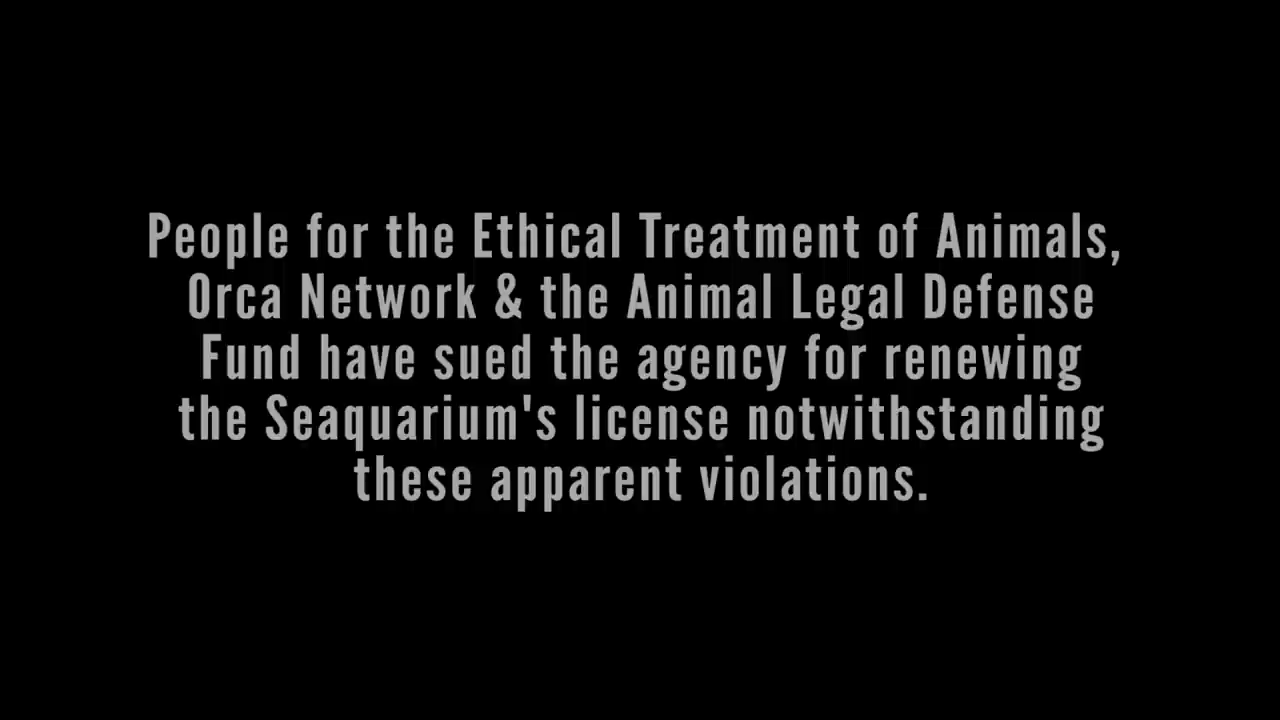 People for the Ethical Treatment of Animals,
Orca Network & the Animal Legal Defense
Fund have sued the agency for renewing
the Seaquarium's license notwithstanding
these apparent violations.